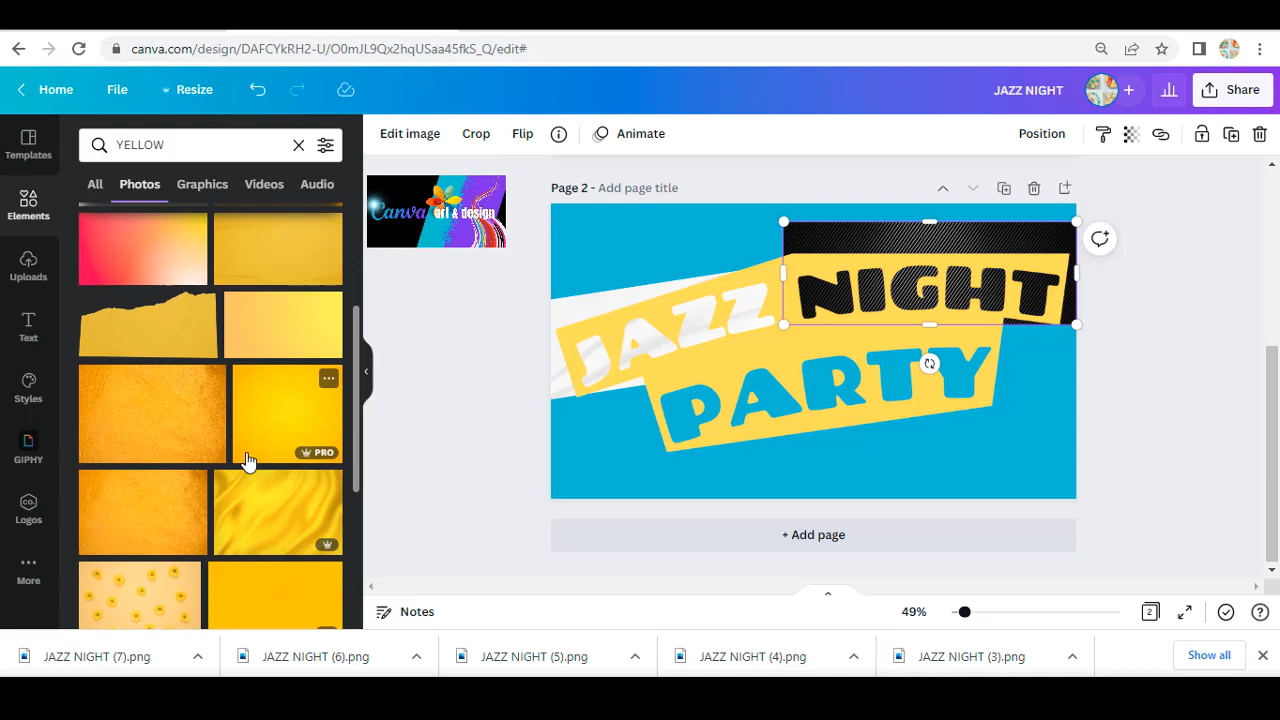 canva.com/design/DAFCYkRH2-U/O0mJL9Qx2hqUSaa45fkS_Q/edit#
Home
File
Resize
JAZZ NIGHT
+
Share
Templates
Elements
Uploads
Text
Styles
GIPHY
CO.
Logos
More
YELLOW
All
Photos
Graphics
Videos
Audio
PRO
Edit image
Crop
Flip
Animate
Position
Canva art & design
Page 2 - Add page title
JAZZ
NIGHT
PARTY
+ Add page
Notes
49%
2
JAZZ NIGHT (7).png
JAZZ NIGHT (6).png
JAZZ NIGHT (5).png
JAZZ NIGHT (4).png
JAZZ NIGHT (3).png
Show all